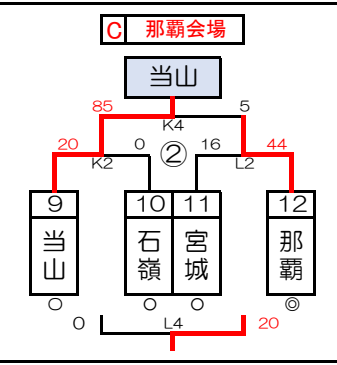 C 那覇会場
当山
85 5
K4
20 0 ② 16 44
K2 L2
9 10 11 12
当山 石嶺 宮城 那覇
○ ○ ○ ◎
0 L4 20